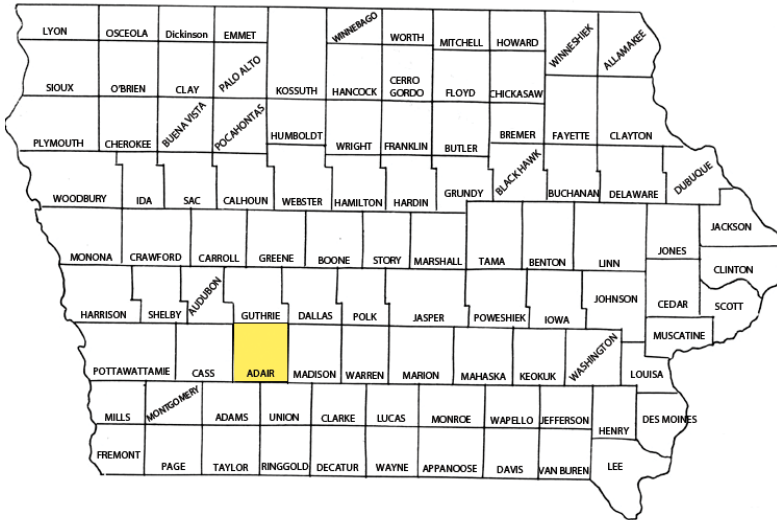 LYON OSCEOLA Dickinson EMMET WINNEBAGO WORTH MITCHELL HOWARD WINNESHIEK ALLAMAKEE
SIOUX O'BRIEN CLAY PALO ALTO KOSSUTH HANCOCK CERRO GORDO FLOYD CHICKASAW
PLYMOUTH CHEROKEE BUENA VISTA POCAHONTAS HUMBOLDT WRIGHT FRANKLIN BUTLER BREMER FAYETTE CLAYTON
WOODBURY IDA SAC CALHOUN WEBSTER HAMILTON HARDIN GRUNDY BLACK HAWK BUCHANAN DELAWARE DUBUQUE
MONONA CRAWFORD CARROLL GREENE BOONE STORY MARSHALL TAMA BENTON LINN JONES JACKSON
CLINTON
HARRISON SHELBY AUDUBON GUTHRIE DALLAS POLK JASPER POWESHIEK IOWA JOHNSON CEDAR SCOTT
MUSCATINE
POTTAWATTAMIE CASS ADAIR MADISON WARREN MARION MAHASKA KEOKUK WASHINGTON LOUISA
MILLS MONTGOMERY ADAMS UNION CLARKE LUCAS MONROE WAPELLO JEFFERSON HENRY DES MOINES
FREMONT PAGE TAYLOR RINGGOLD DECATUR WAYNE APPANOOSE DAVIS VAN BUREN LEE